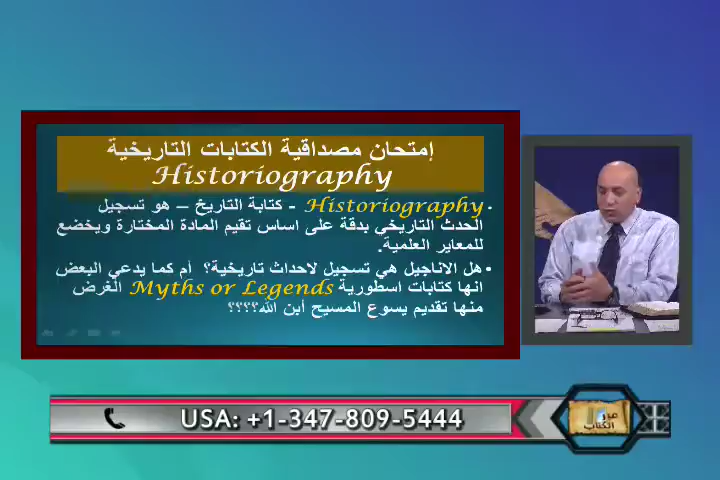 إمتحان مصداقية الكتابات التاريخية
Historiography
• Historiography - كتابة التاريخ – هو تسجيل
الحدث التاريخي بدقة على اساس تقيم المادة المختارة ويخضع
للمعاير العلمية.
• هل الاناجيل هي تسجيل لاحداث تاريخية؟ أم كما يدعي البعض
انها كتابات اسطورية Myths or Legends الغرض
منها تقديم يسوع المسيح أبن الله؟؟؟؟
USA: +1-347-809-5444
الكتاب